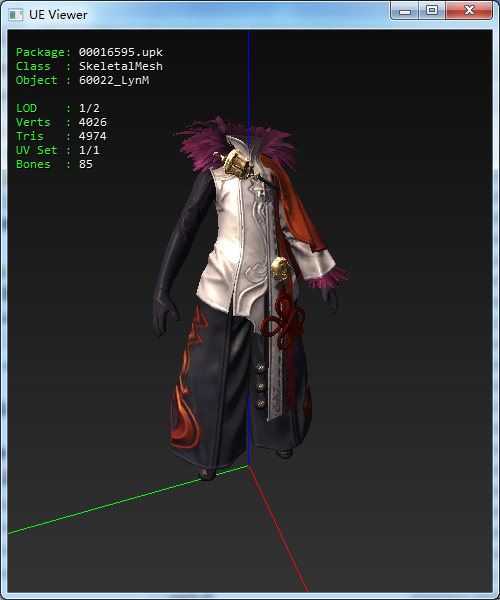 UE Viewer
Package: 00016595.upk
Class : SkeletalMesh
Object : 60022_LynM
LOD : 1/2
Verts : 4026
Tris : 4974
UV Set : 1/1
Bones : 85